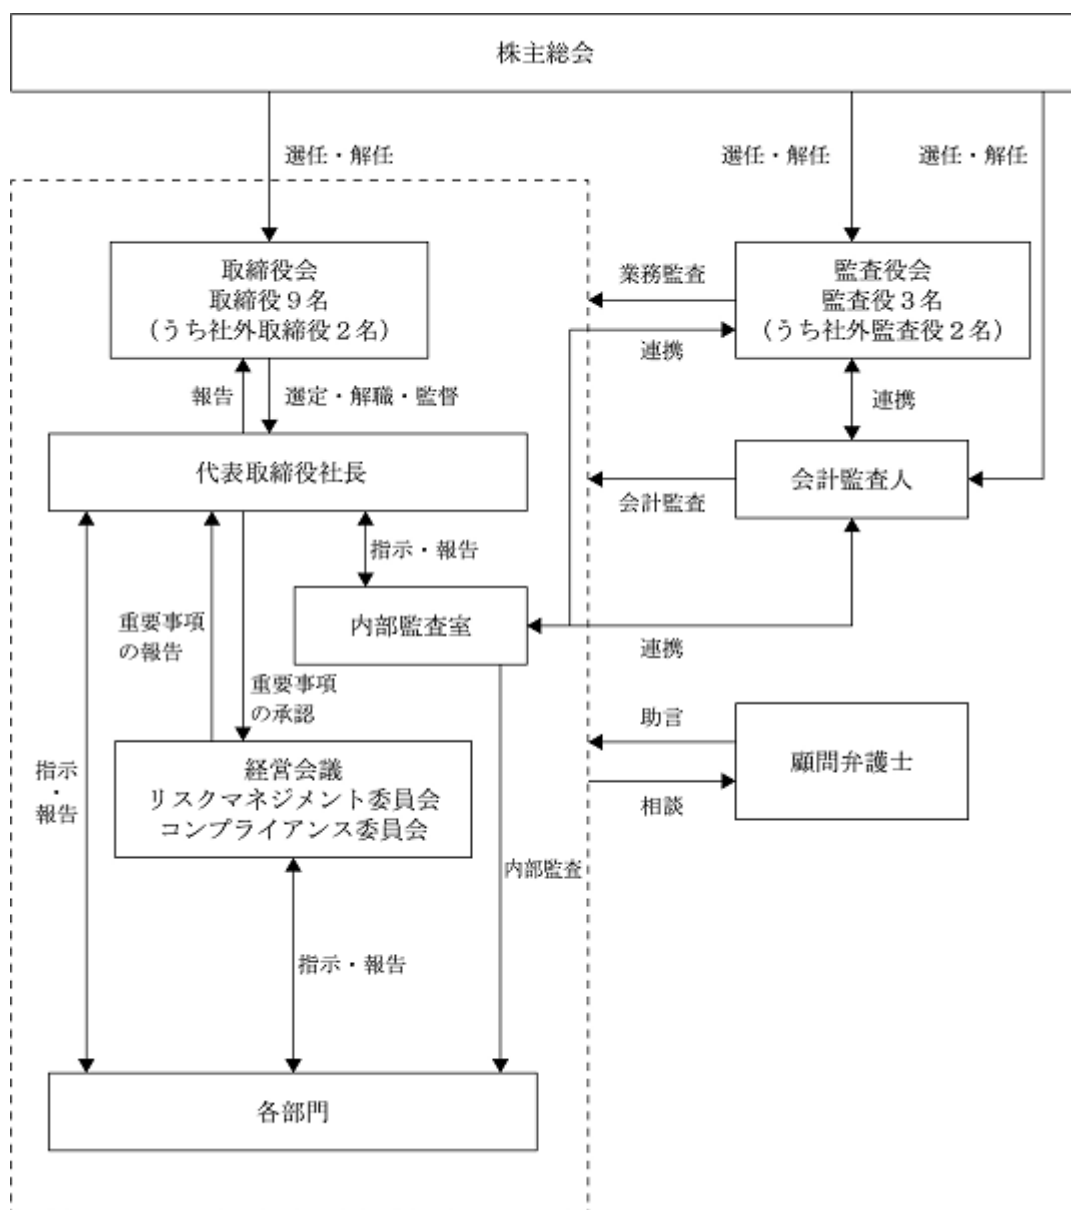 株主総会
選任・解任
選任・解任
選任・解任
取締役会
取締役９名
（うち社外取締役２名）
業務監査
監査役会
監査役３名
（うち社外監査役２名）
連携
報告
選定・解職・監督
連携
代表取締役社長
会計監査
会計監査人
指示・報告
重要事項
の報告
内部監査室
連携
重要事項
の承認
助言
顧問弁護士
相談
指示
・
報告
経営会議
リスクマネジメント委員会
コンプライアンス委員会
内部監査
指示・報告
各部門